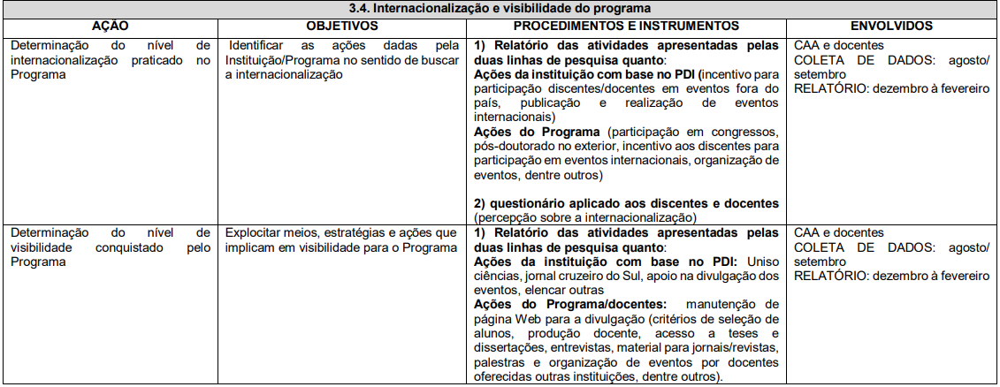 3.4. Internacionalização e visibilidade do programa
AÇÃO
OBJETIVOS
PROCEDIMENTOS E INSTRUMENTOS
ENVOLVIDOS
Determinação do nível de
internacionalização praticado no
Programa
Identificar as ações dadas pela
Instituição/Programa no sentido de buscar
a internacionalização
1) Relatório das atividades apresentadas pelas
duas linhas de pesquisa quanto:
Ações da instituição com base no PDI (incentivo para
participação discentes/docentes em eventos fora do
país, publicação e realização de eventos
internacionais)
Ações do Programa (participação em congressos,
pós-doutorado no exterior, incentivo aos discentes para
participação em eventos internacionais, organização de
eventos, dentre outros)
2) questionário aplicado aos discentes e docentes
(percepção sobre a internacionalização)
CAA e docentes
COLETA DE DADOS: agosto/
setembro
RELATÓRIO: dezembro à fevereiro
Determinação do nível de
visibilidade conquistado pelo
Programa
Explocitar meios, estratégias e ações que
implicam em visibilidade para o Programa
1) Relatório das atividades apresentadas pelas
duas linhas de pesquisa quanto:
Ações da instituição com base no PDI: Uniso
ciências, jornal cruzeiro do Sul, apoio na divulgação dos
eventos, elencar outras
Ações do Programa/docentes: manutenção de
página Web para a divulgação (critérios de seleção de
alunos, produção docente, acesso a teses e
dissertações, entrevistas, material para jornais/revistas,
palestras e organização de eventos por docentes
oferecidas outras instituições, dentre outros).
CAA e docentes
COLETA DE DADOS: agosto/
setembro
RELATÓRIO: dezembro à fevereiro